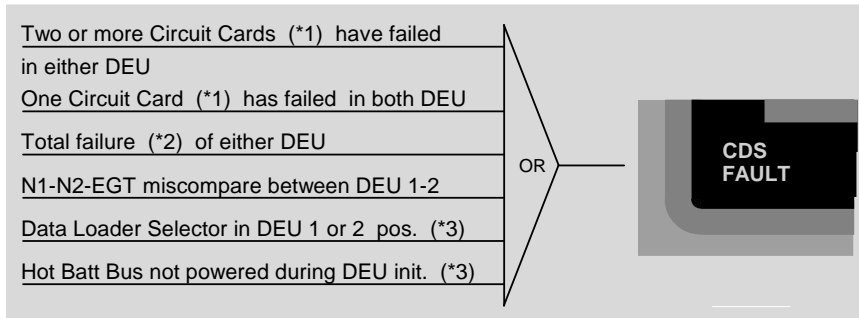 Two or more Circuit Cards (*1) have failed
in either DEU
One Circuit Card (*1) has failed in both DEU
Total failure (*2) of either DEU
N1-N2-EGT miscompare between DEU 1-2
Data Loader Selector in DEU 1 or 2 pos. (*3)
Hot Batt Bus not powered during DEU init. (*3)
OR
CDS
FAULT